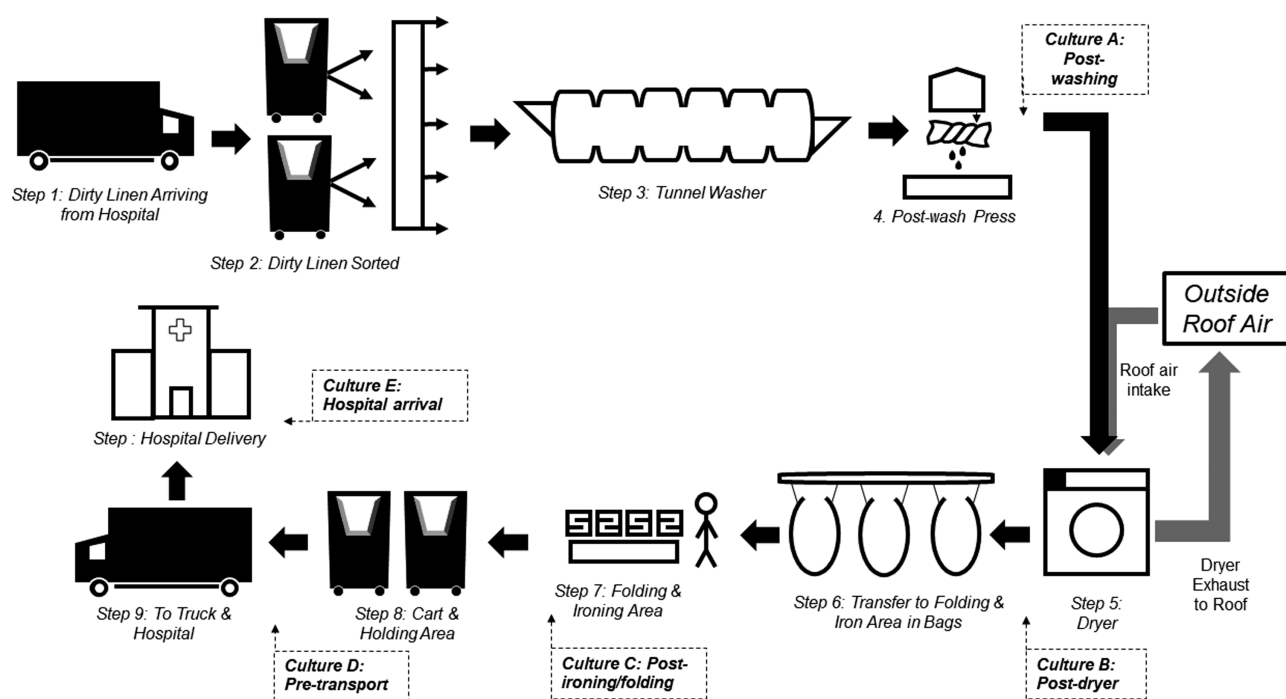 Culture A:
Post-
washing
Step 1: Dirty Linen Arriving
from Hospital
Step 2: Dirty Linen Sorted
Step 3: Tunnel Washer
4. Post-wash Press
Outside
Roof Air
Roof air
intake
Dryer
Exhaust
to Roof
Step 5:
Dryer
Culture B:
Post-dryer
Step 6: Transfer to Folding &
Iron Area in Bags
Step 7: Folding &
Ironing Area
Culture C: Post-
ironing/folding
Step 8: Cart &
Holding Area
Culture D:
Pre-transport
Step 9: To Truck &
Hospital
Step : Hospital Delivery
Culture E:
Hospital arrival